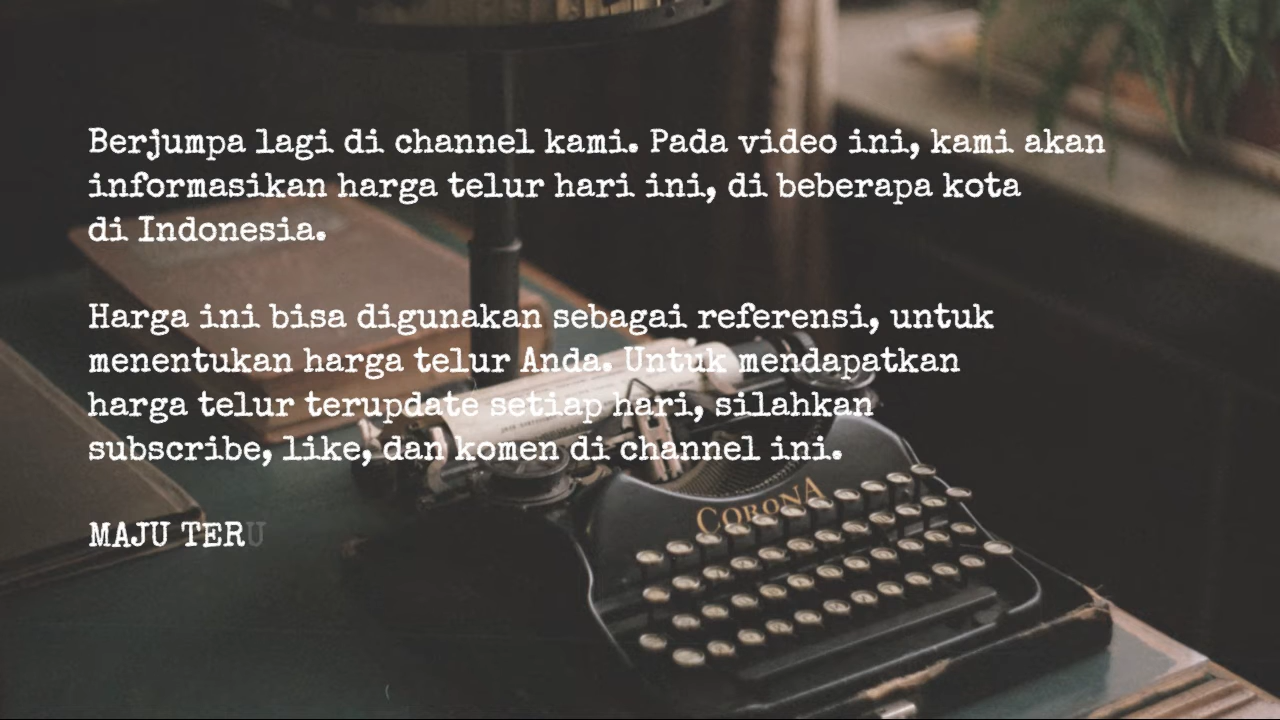 Berjumpa lagi di channel kami. Pada video ini, kami akan
informasikan harga telur hari ini, di beberapa kota
di Indonesia.
Harga ini bisa digunakan sebagai referensi, untuk
menentukan harga telur Anda. Untuk mendapatkan
harga telur terupdate setiap hari, silahkan
subscribe, like, dan komen di channel ini.
MAJU TERU
CORONA